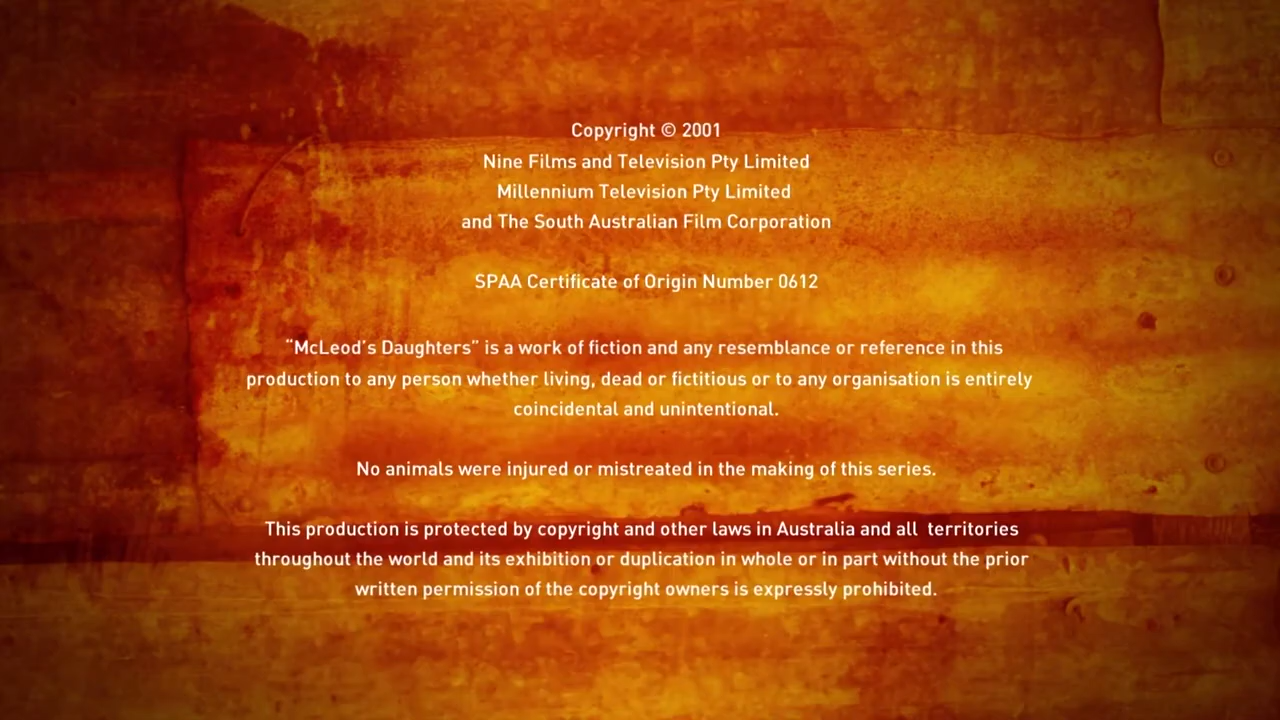 Copyright © 2001
Nine Films and Television Pty Limited
Millennium Television Pty Limited
and The South Australian Film Corporation
SPAA Certificate of Origin Number 0612
“McLeod’s Daughters” is a work of fiction and any resemblance or reference in this
production to any person whether living, dead or fictitious or to any organisation is entirely
coincidental and unintentional.
No animals were injured or mistreated in the making of this series.
This production is protected by copyright and other laws in Australia and all  territories
throughout the world and its exhibition or duplication in whole or in part without the prior
written permission of the copyright owners is expressly prohibited.